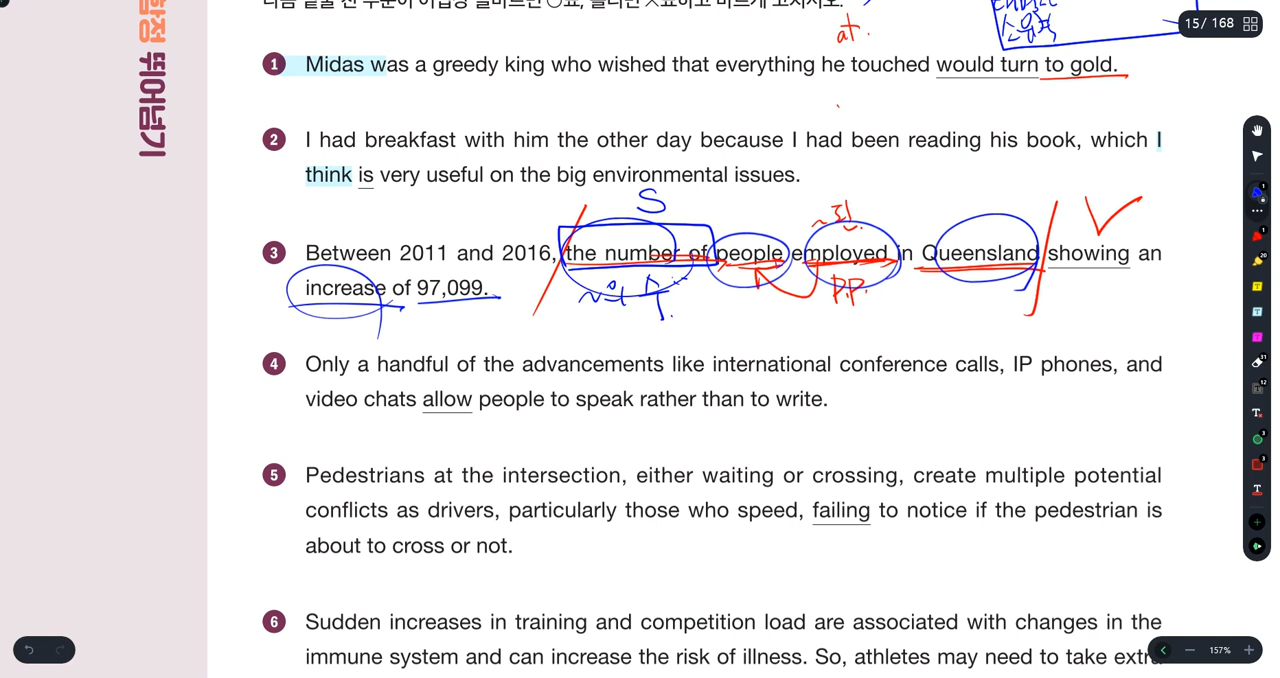 15 / 168
at.
Midas was a greedy king who wished that everything he touched would turn to gold.
2 I had breakfast with him the other day because I had been reading his book, which I
think is very useful on the big environmental issues.
S
3 Between 2011 and 2016, the number of people employed in Queensland showing an
increase of 97,099.
~의 수
P.P.
4 Only a handful of the advancements like international conference calls, IP phones, and
video chats allow people to speak rather than to write.
5 Pedestrians at the intersection, either waiting or crossing, create multiple potential
conflicts as drivers, particularly those who speed, failing to notice if the pedestrian is
about to cross or not.
6 Sudden increases in training and competition load are associated with changes in the
immune system and can increase the risk of illness. So, athletes may need to take extra
157%
뛰어넘기